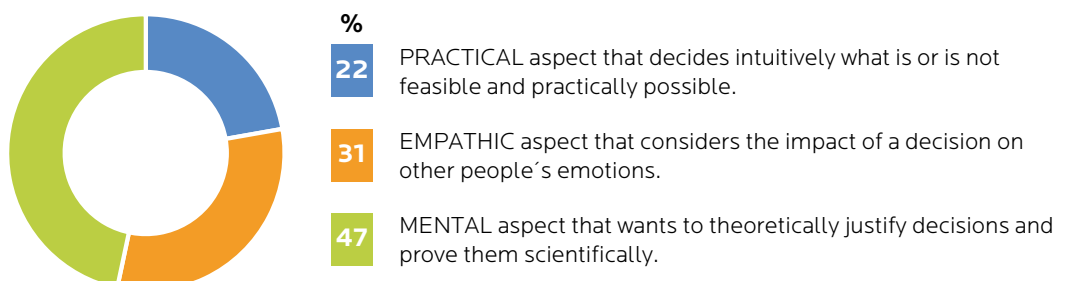 %
22
PRACTICAL aspect that decides intuitively what is or is not
feasible and practically possible.
31
EMPATHIC aspect that considers the impact of a decision on
other people´s emotions.
47
MENTAL aspect that wants to theoretically justify decisions and
prove them scientifically.